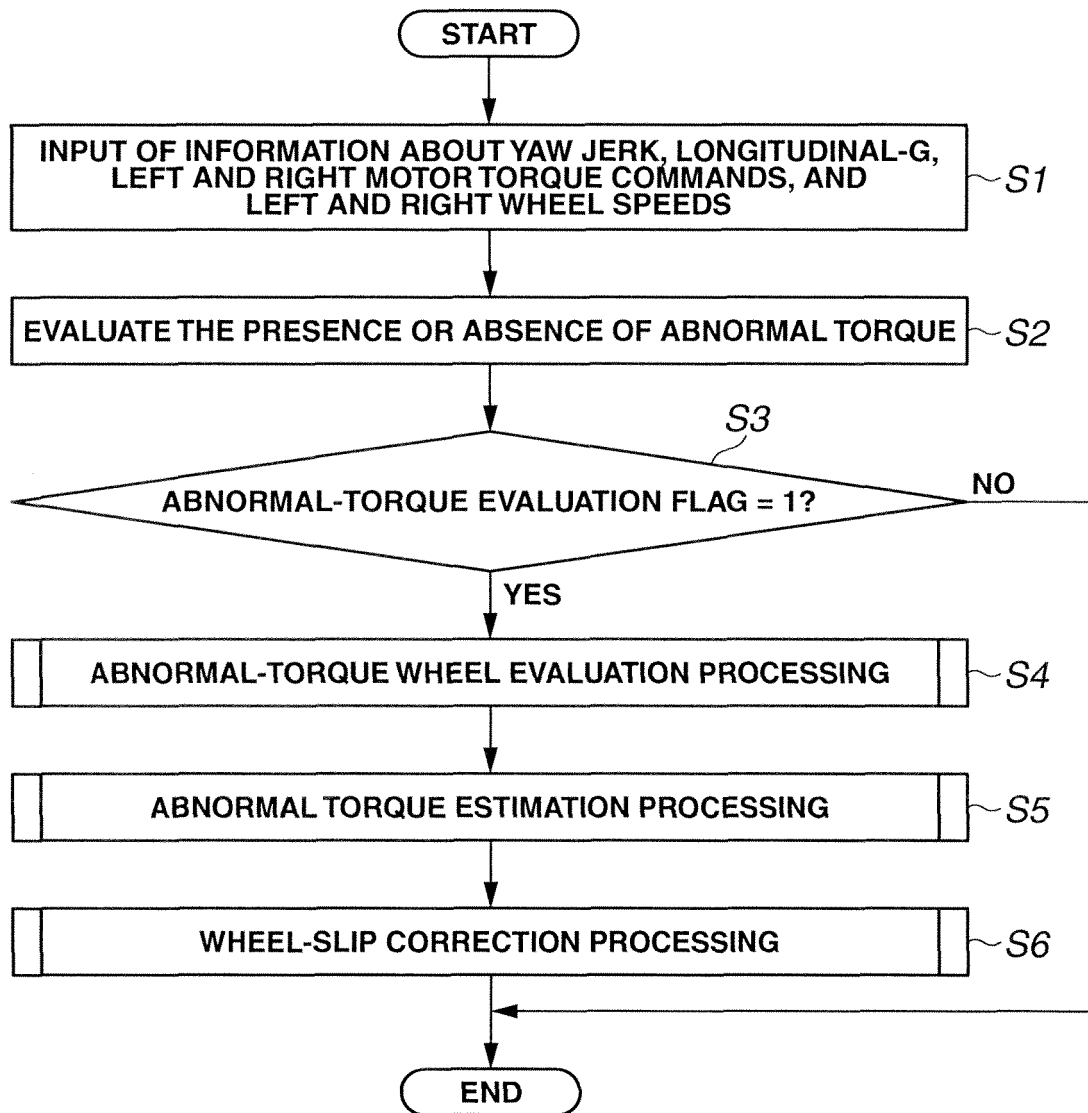 START
INPUT OF INFORMATION ABOUT YAW JERK, LONGITUDINAL-G,
LEFT AND RIGHT MOTOR TORQUE COMMANDS, AND
LEFT AND RIGHT WHEEL SPEEDS
S1
EVALUATE THE PRESENCE OR ABSENCE OF ABNORMAL TORQUE
S2
S3
ABNORMAL-TORQUE EVALUATION FLAG = 1?
NO
YES
ABNORMAL-TORQUE WHEEL EVALUATION PROCESSING
S4
ABNORMAL TORQUE ESTIMATION PROCESSING
S5
WHEEL-SLIP CORRECTION PROCESSING
S6
END